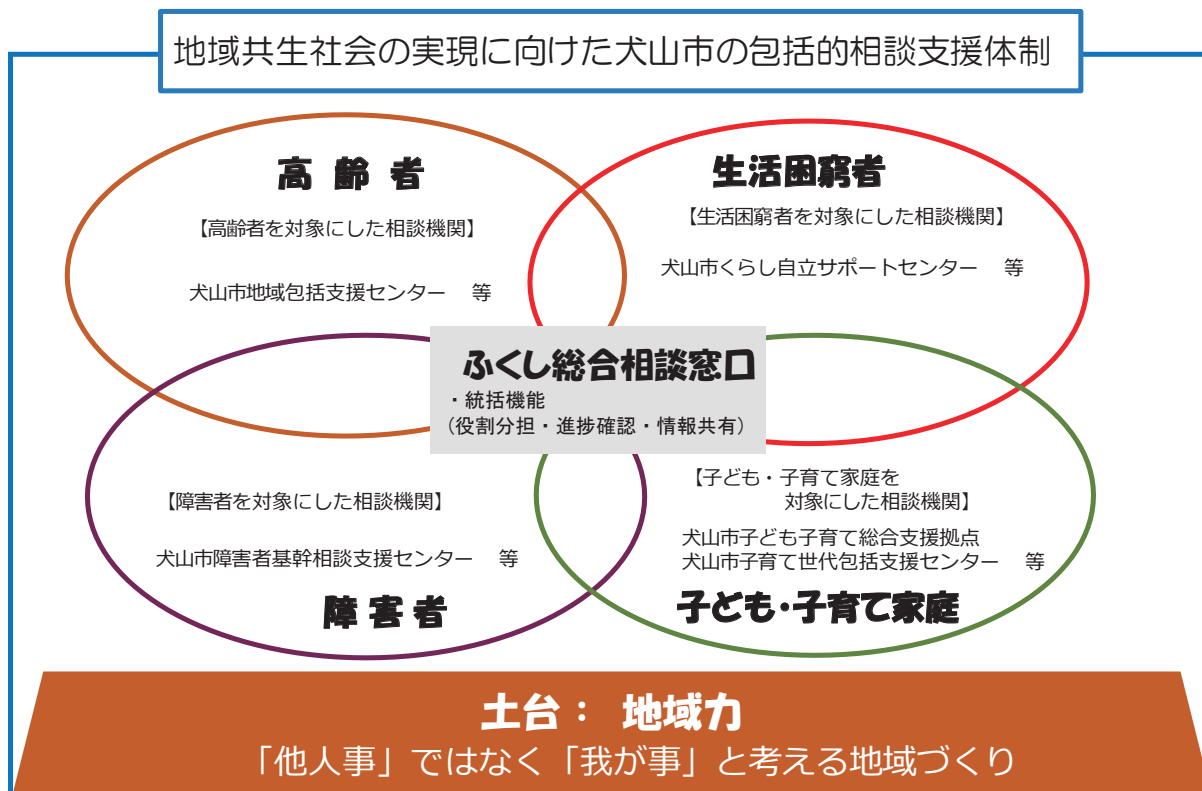 地域共生社会の実現に向けた犬山市の包括的相談支援体制
高齢者
【高齢者を対象にした相談機関】
犬山市地域包括支援センター　等
生活困窮者
【生活困窮者を対象にした相談機関】
犬山市くらし自立サポートセンター　等
ふくし総合相談窓口
・統括機能
（役割分担・進捗確認・情報共有）
【障害者を対象にした相談機関】
犬山市障害者基幹相談支援センター　等
障害者
【子ども・子育て家庭を
対象にした相談機関】
犬山市子ども子育て総合支援拠点
犬山市子育て世代包括支援センター　等
子ども・子育て家庭
土台：　地域力
「他人事」ではなく「我が事」と考える地域づくり